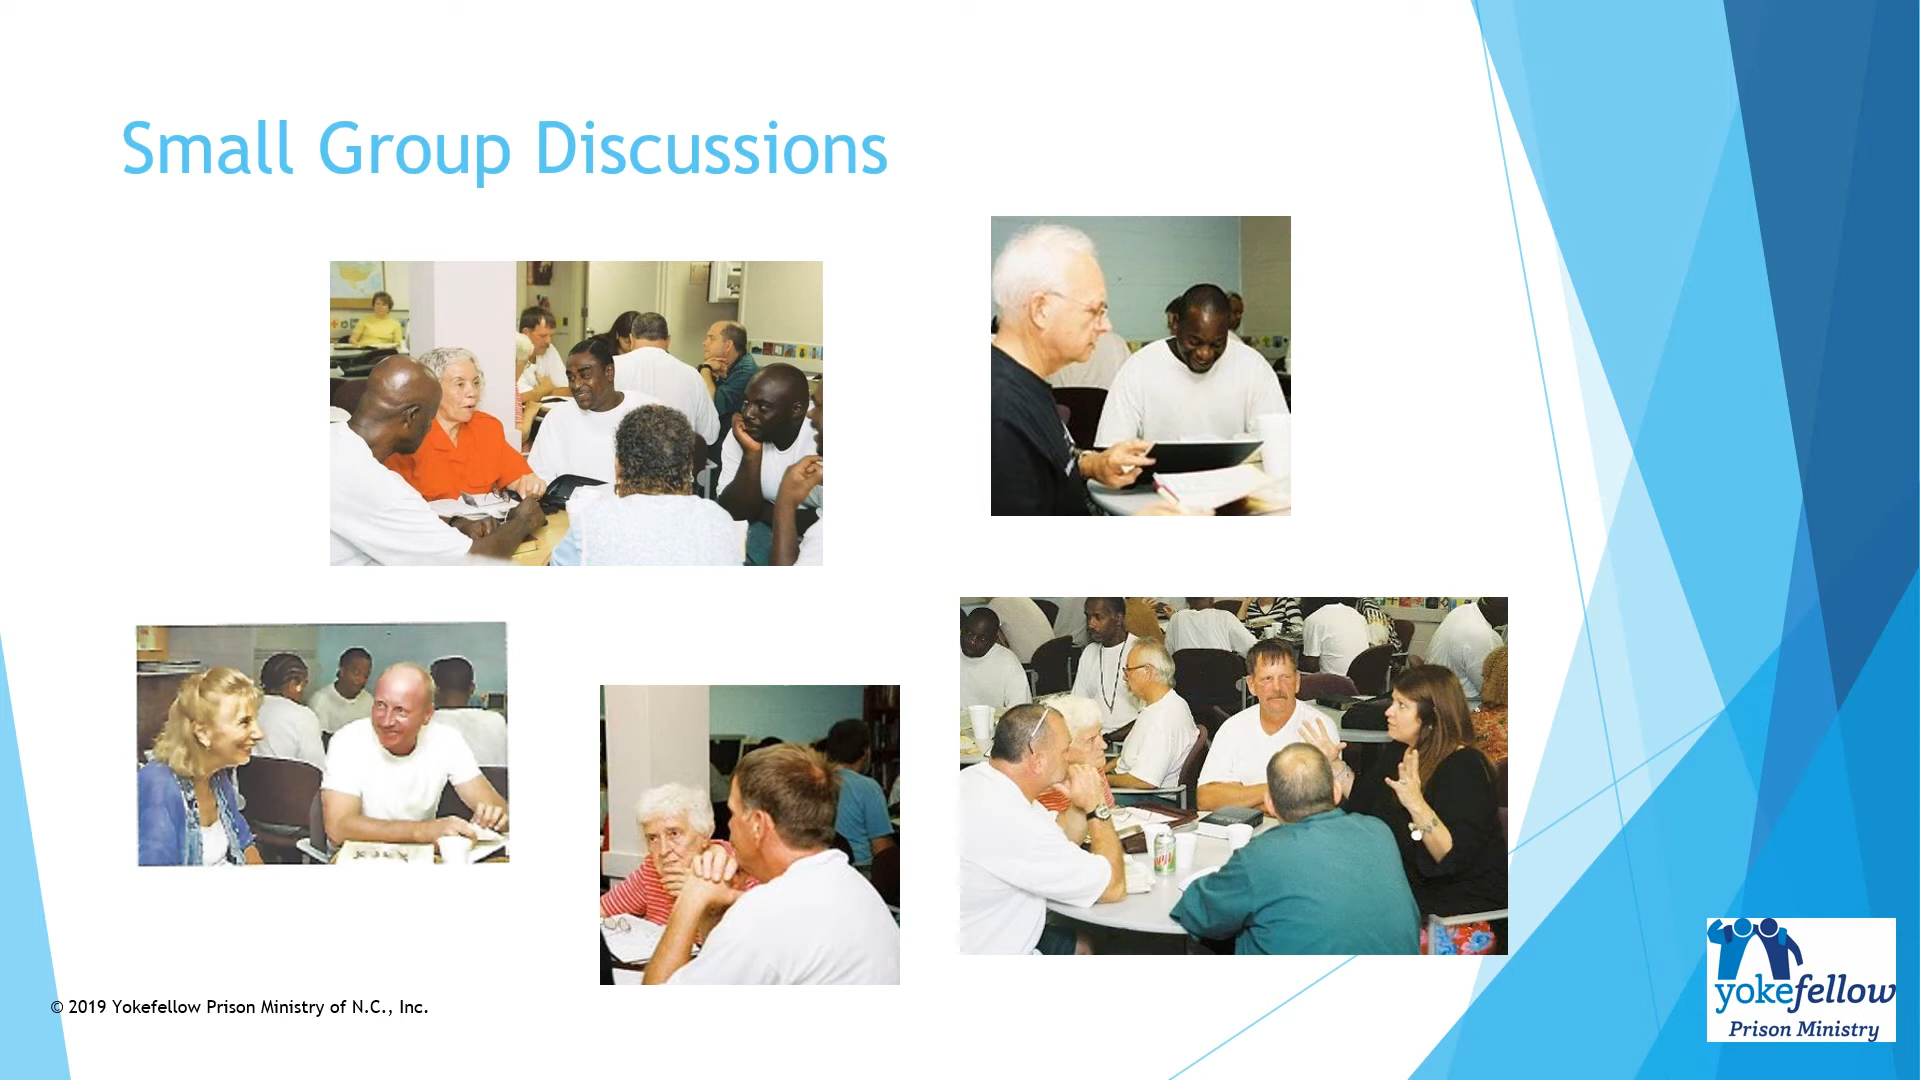 Small Group Discussions
© 2019 Yokefellow Prison Ministry of N.C., Inc.
yokefellow
Prison Ministry